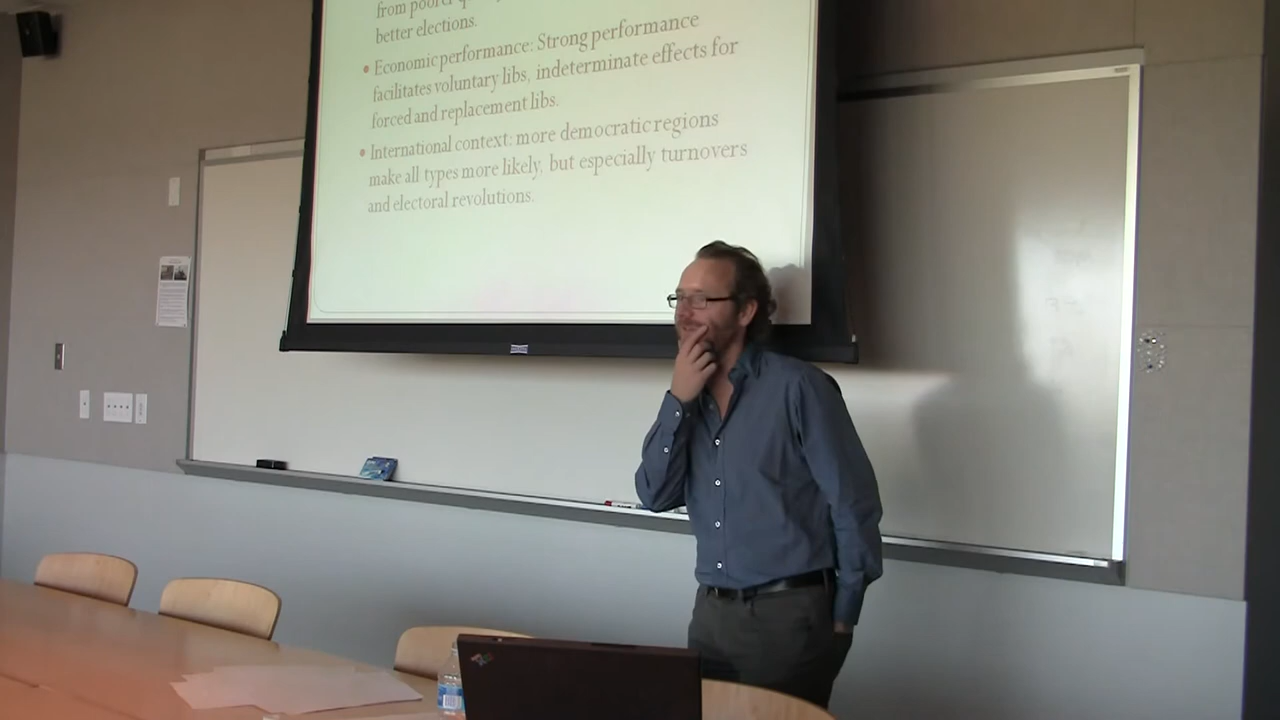 from poorer
better elections.
Economic performance: Strong performance
facilitates voluntary libs, indeterminate effects for
forced and replacement libs.
International context: more democratic regions
make all types more likely, but especially turnovers
and electoral revolutions.